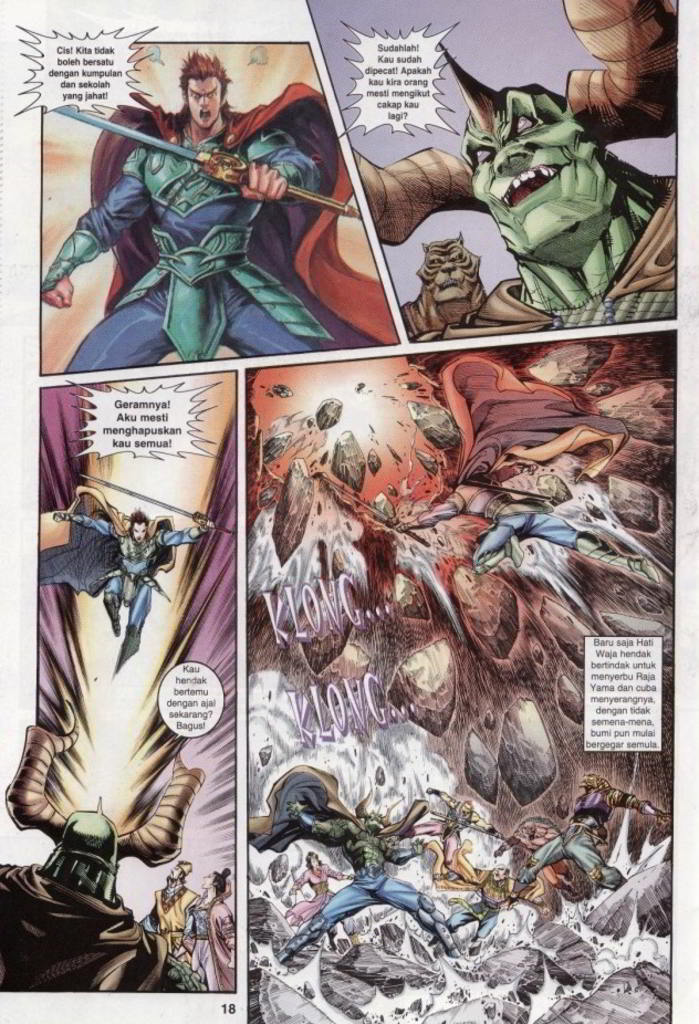 Cis! Kita tidak
boleh bersatu
dengan kumpulan
dan sekolah
yang jahat!
Sudahlah!
Kau sudah
dipecat! Apakah
kau kira orang
mesti mengikut
cakap kau
lagi?
Geramnya!
Aku mesti
menghapuskan
kau semua!
Kau
hendak
bertemu
dengan ajal
sekarang?
Bagus!
KLONG...
KLONG...
Baru saja Hati
Waja hendak
bertindak untuk
menyerbu Raja
Yama dan cuba
menyerangnya,
dengan tidak
semena-mena,
bumi pun mulai
bergegar semula.
18